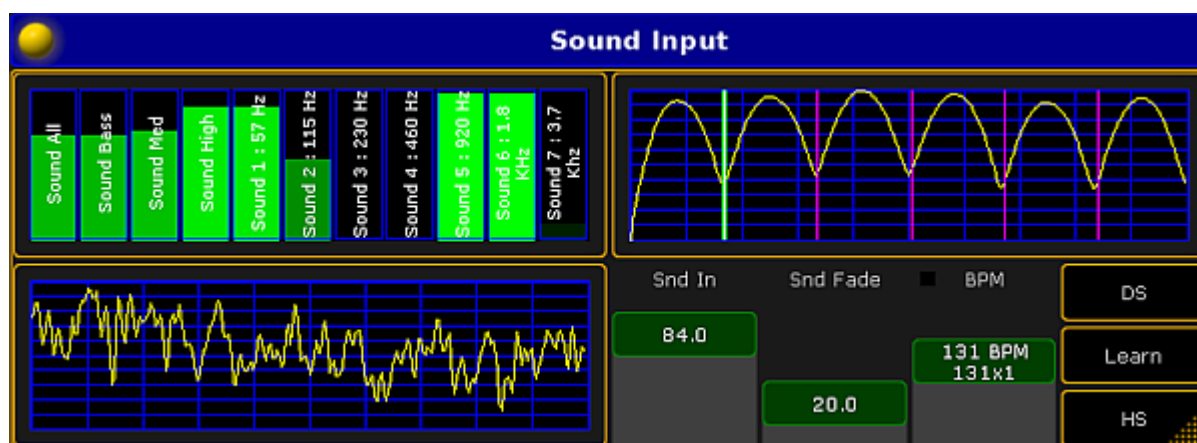 Sound Input
Sound All
Sound Bass
Sound Med
Sound High
Sound 1 : 57 Hz
Sound 2 : 115 Hz
Sound 3 : 230 Hz
Sound 4 : 460 Hz
Sound 5 : 920 Hz
Sound 6 : 1.8
KHz
Sound 7 : 3.7
Khz
Snd In
Snd Fade
BPM
84.0
20.0
131 BPM
131x1
DS
Learn
HS